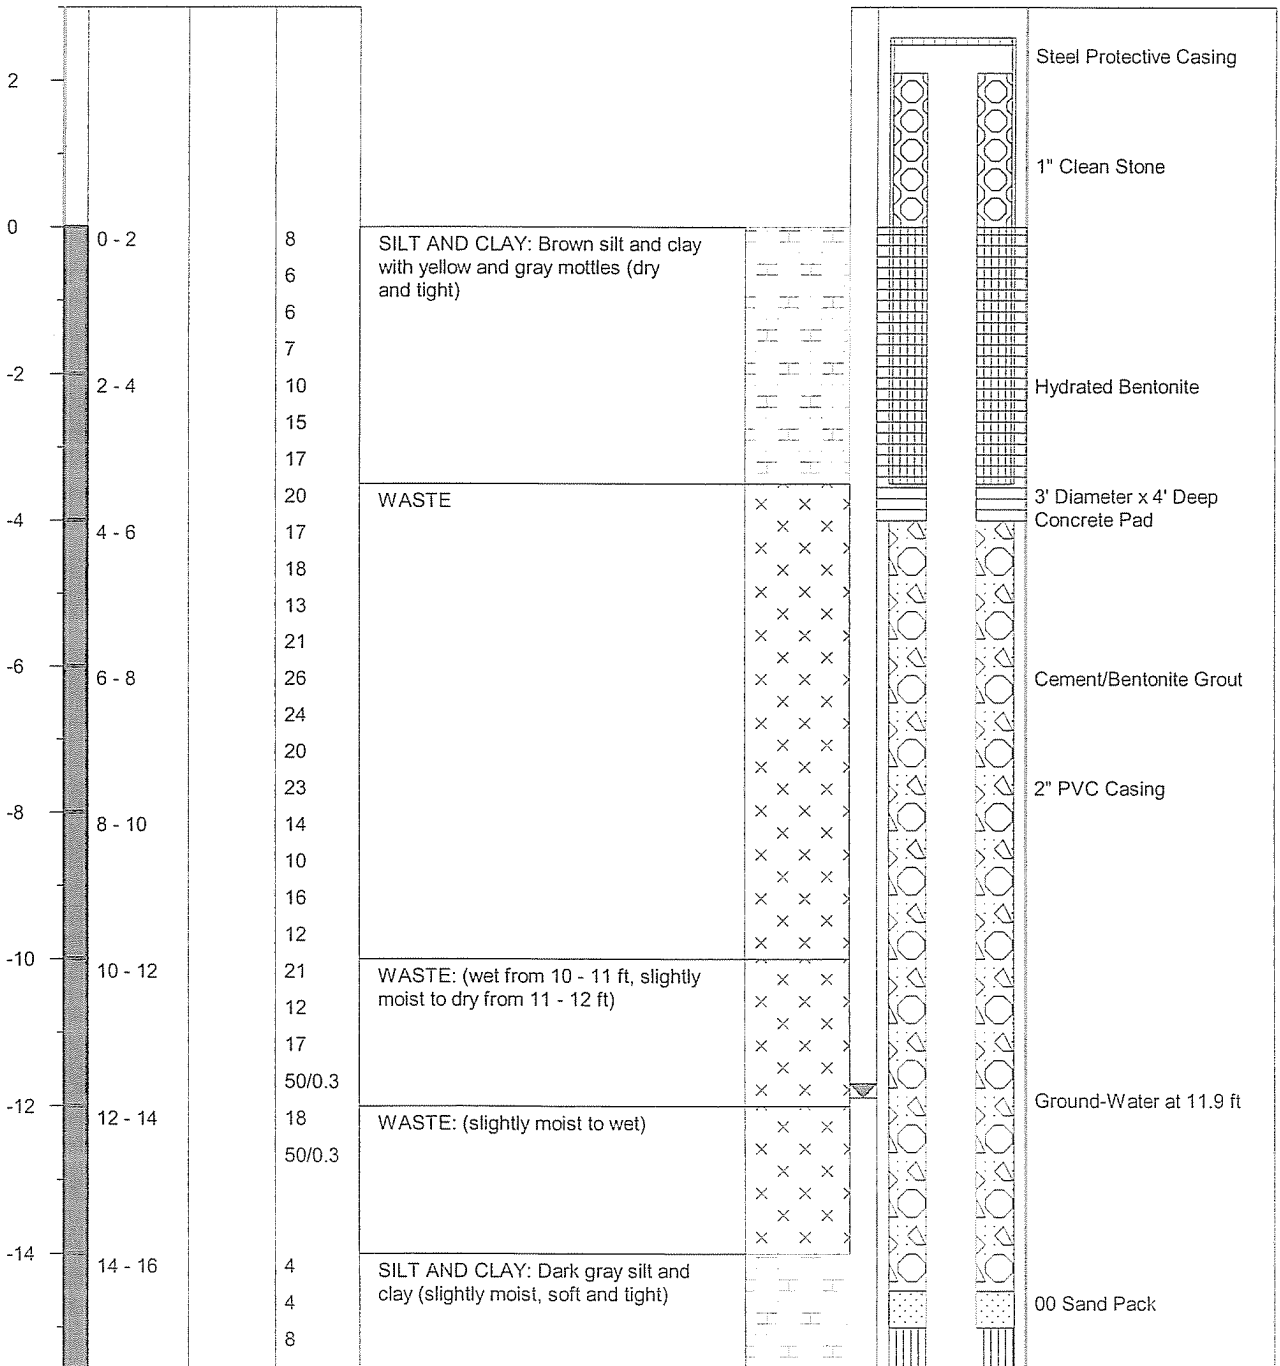 Steel Protective Casing
2
1" Clean Stone
0
0 - 2
8
SILT AND CLAY: Brown silt and clay
with yellow and gray mottles (dry
and tight)
6
6
7
-2
2 - 4
10
Hydrated Bentonite
15
17
20
WASTE
3' Diameter x 4' Deep
Concrete Pad
-4
4 - 6
17
18
13
21
-6
6 - 8
26
Cement/Bentonite Grout
24
20
23
2" PVC Casing
-8
8 - 10
14
10
16
12
-10
10 - 12
21
WASTE: (wet from 10 - 11 ft, slightly
moist to dry from 11 - 12 ft)
12
17
50/0.3
Ground-Water at 11.9 ft
-12
12 - 14
18
WASTE: (slightly moist to wet)
50/0.3
-14
14 - 16
4
SILT AND CLAY: Dark gray silt and
clay (slightly moist, soft and tight)
4
00 Sand Pack
8